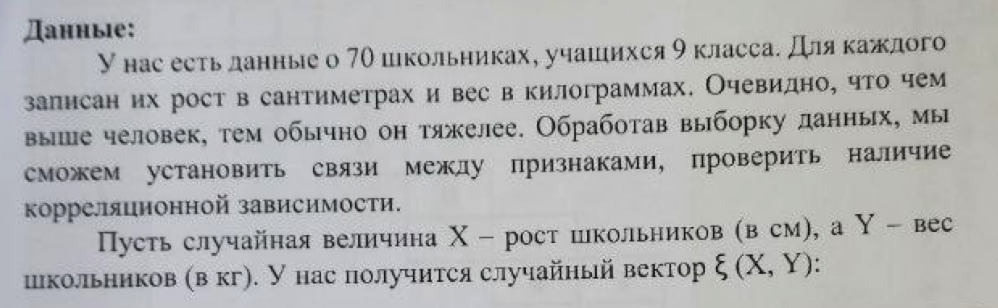 Данные:
У нас есть данные о 70 школьниках, учащихся 9 класса. Для каждого
записан их рост в сантиметрах и вес в килограммах. Очевидно, что чем
выше человек, тем обычно он тяжелее. Обработав выборку данных, мы
сможем установить связи между признаками, проверить наличие
корреляционной зависимости.
Пусть случайная величина X – рост школьников (в см), а Y – вес
школьников (в кг). У нас получится случайный вектор ξ (X, Y):